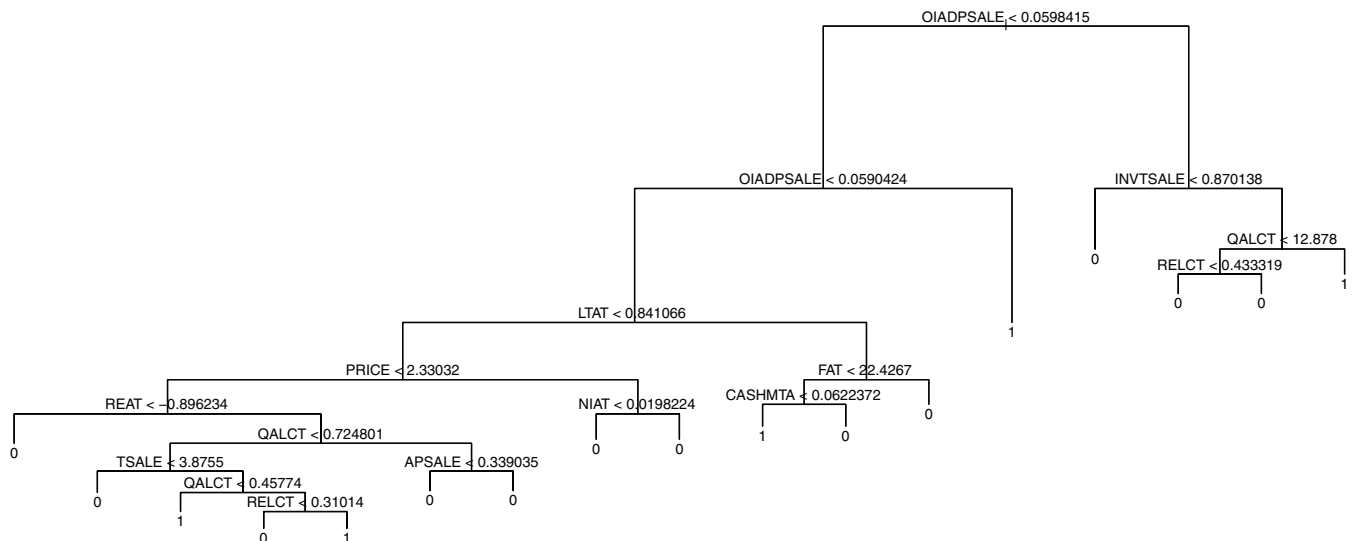 OIADPSALE < 0.0598415
OIADPSALE < 0.0590424
INVTSALE < 0.870138
0
QALCT < 12.878
RELCT < 0.433319
0
0
1
LTAT < 0.841066
1
PRICE < 2.33032
FAT < 22.4267
REAT < −0.896234
NIAT < 0.0198224
CASHMTA < 0.0622372
0
0
0
0
1
0
QALCT < 0.724801
TSALE < 3.8755
APSALE < 0.339035
0
QALCT < 0.45774
0
0
1
RELCT < 0.31014
0
1